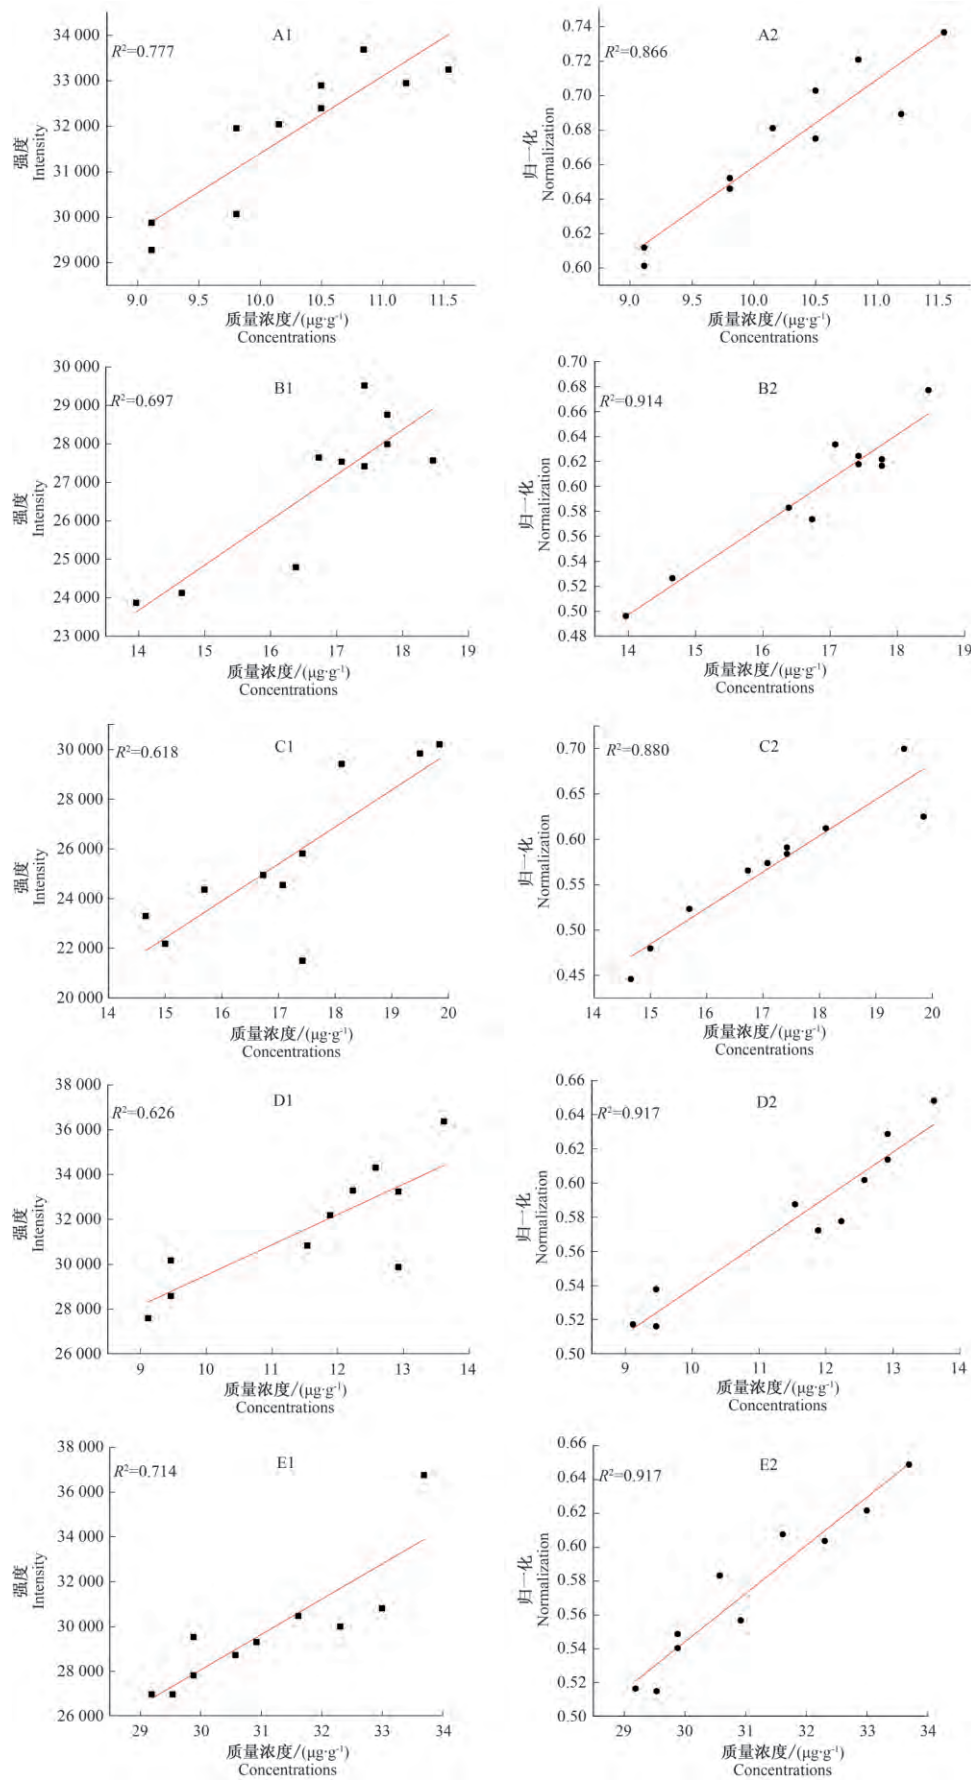 A1
R²=0.777
34 000
33 000
32 000
31 000
30 000
29 000
强度
Intensity
9.0 9.5 10.0 10.5 11.0 11.5
质量浓度/(μg·g⁻¹)
Concentrations
A2
R²=0.866
0.74
0.72
0.70
0.68
0.66
0.64
0.62
0.60
归一化
Normalization
9.0 9.5 10.0 10.5 11.0 11.5
质量浓度/(μg·g⁻¹)
Concentrations
B1
R²=0.697
30 000
29 000
28 000
27 000
26 000
25 000
24 000
23 000
强度
Intensity
14 15 16 17 18 19
质量浓度/(μg·g⁻¹)
Concentrations
B2
R²=0.914
0.70
0.68
0.66
0.64
0.62
0.60
0.58
0.56
0.54
0.52
0.50
0.48
归一化
Normalization
14 15 16 17 18 19
质量浓度/(μg·g⁻¹)
Concentrations
C1
R²=0.618
30 000
28 000
26 000
24 000
22 000
20 000
强度
Intensity
14 15 16 17 18 19 20
质量浓度/(μg·g⁻¹)
Concentrations
C2
R²=0.880
0.70
0.65
0.60
0.55
0.50
0.45
归一化
Normalization
14 15 16 17 18 19 20
质量浓度/(μg·g⁻¹)
Concentrations
D1
R²=0.626
38 000
36 000
34 000
32 000
30 000
28 000
26 000
强度
Intensity
9 10 11 12 13 14
质量浓度/(μg·g⁻¹)
Concentrations
D2
R²=0.917
0.66
0.64
0.62
0.60
0.58
0.56
0.54
0.52
0.50
归一化
Normalization
9 10 11 12 13 14
质量浓度/(μg·g⁻¹)
Concentrations
E1
R²=0.714
38 000
36 000
34 000
32 000
30 000
28 000
26 000
强度
Intensity
29 30 31 32 33 34
质量浓度/(μg·g⁻¹)
Concentrations
E2
R²=0.917
0.66
0.64
0.62
0.60
0.58
0.56
0.54
0.52
0.50
归一化
Normalization
29 30 31 32 33 34
质量浓度/(μg·g⁻¹)
Concentrations